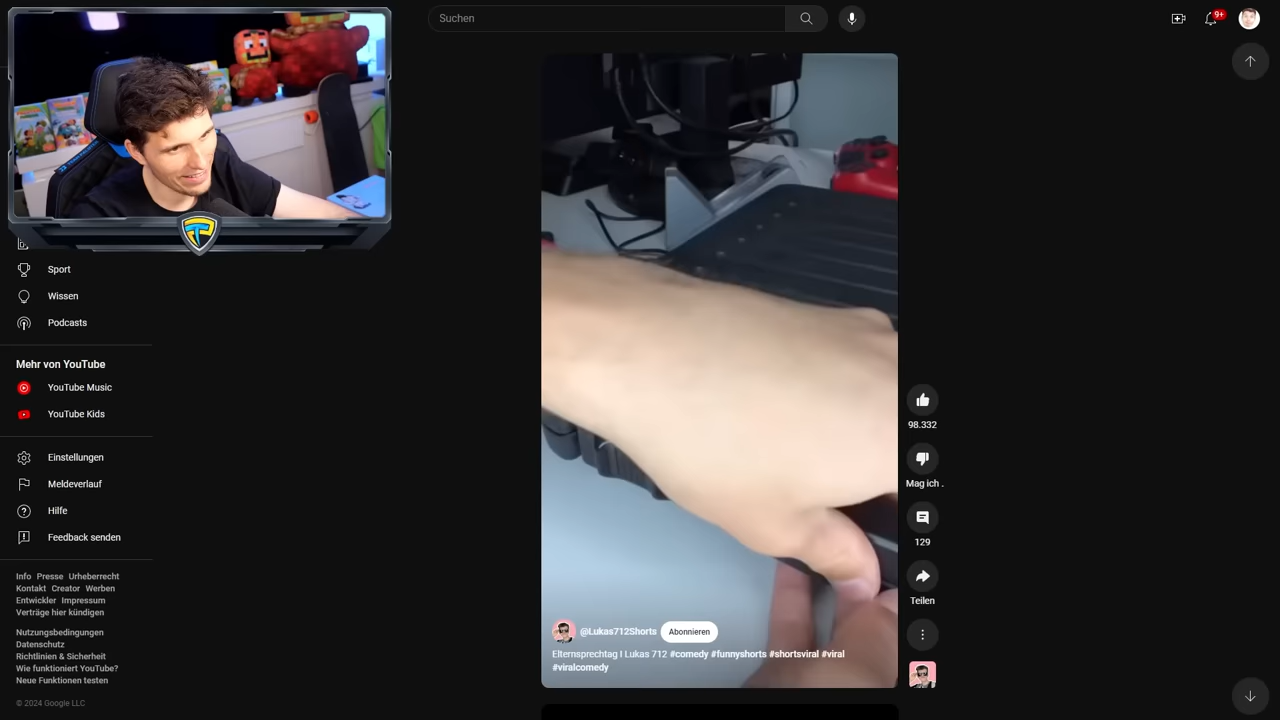 Suchen
9+
Sport
Wissen
Podcasts
Mehr von YouTube
YouTube Music
YouTube Kids
Einstellungen
Meldeverlauf
Hilfe
Feedback senden
Info Presse Urheberrecht
Kontakt Creator Werben
Entwickler Impressum
Verträge hier kündigen
Nutzungsbedingungen
Datenschutz
Richtlinien & Sicherheit
Wie funktioniert YouTube?
Neue Funktionen testen
© 2024 Google LLC
@Lukas712Shorts
Abonnieren
Elternsprechtag I Lukas 712 #comedy #funnyshorts #shortsviral #viral
#viralcomedy
98.332
Mag ich .
129
Teilen